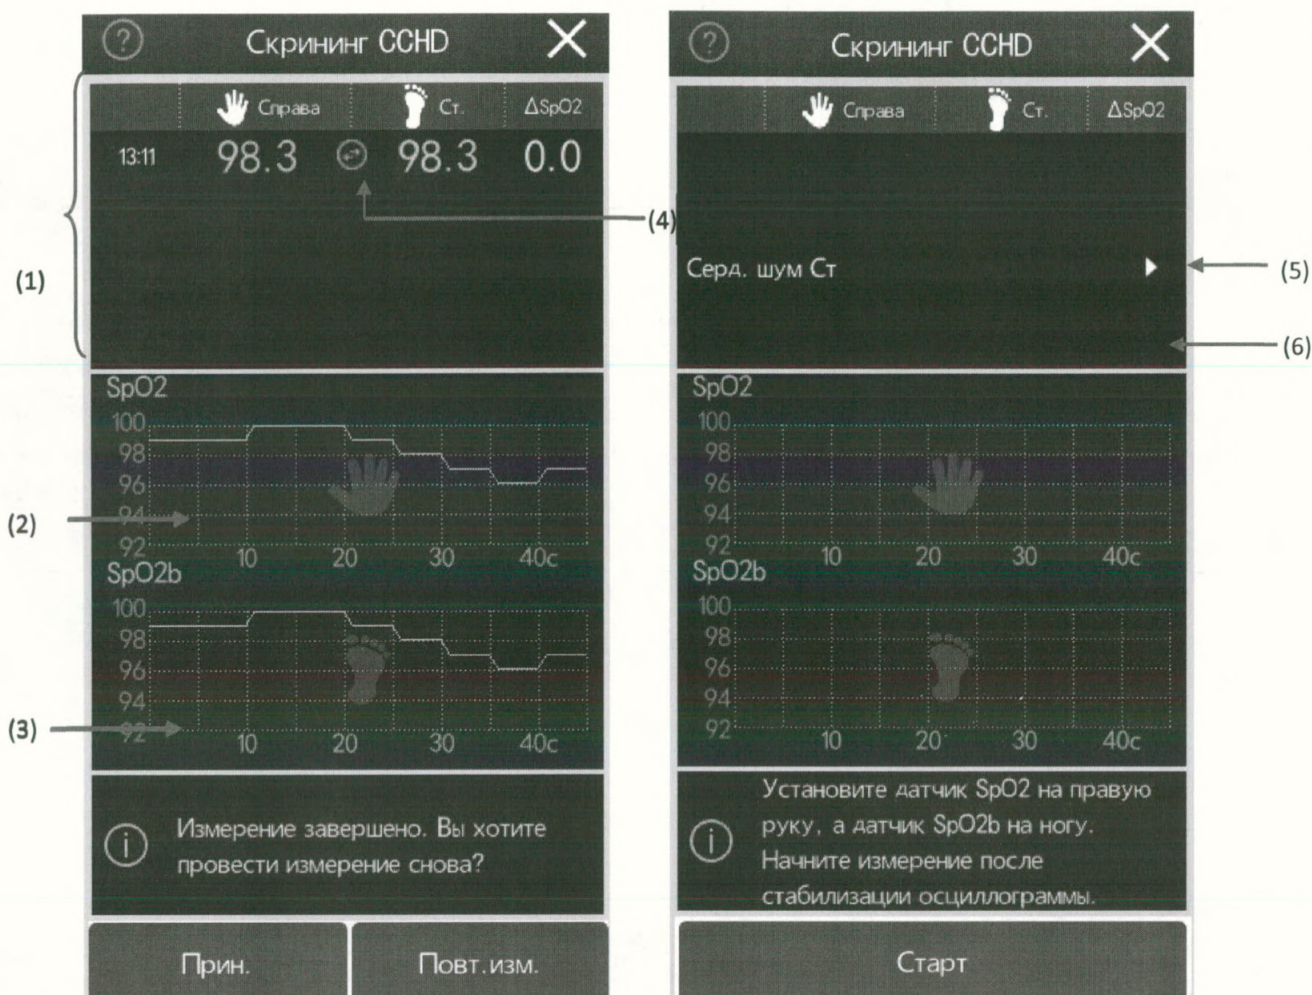 Скрининг CCHD
Справа Ст. ΔSpO2
13:11 98.3 98.3 0.0
(1)
(4)
SpO2
100
98
96
94
92
10 20 30 40с
(2)
SpO2b
100
98
96
94
92
10 20 30 40с
(3)
Измерение завершено. Вы хотите
провести измерение снова?
Прин. Повт.изм.
Скрининг CCHD
Справа Ст. ΔSpO2
Серд. шум Ст
(5)
(6)
SpO2
100
98
96
94
92
10 20 30 40с
SpO2b
100
98
96
94
92
10 20 30 40с
Установите датчик SpO2 на правую
руку, а датчик SpO2b на ногу.
Начните измерение после
стабилизации осциллограммы.
Старт